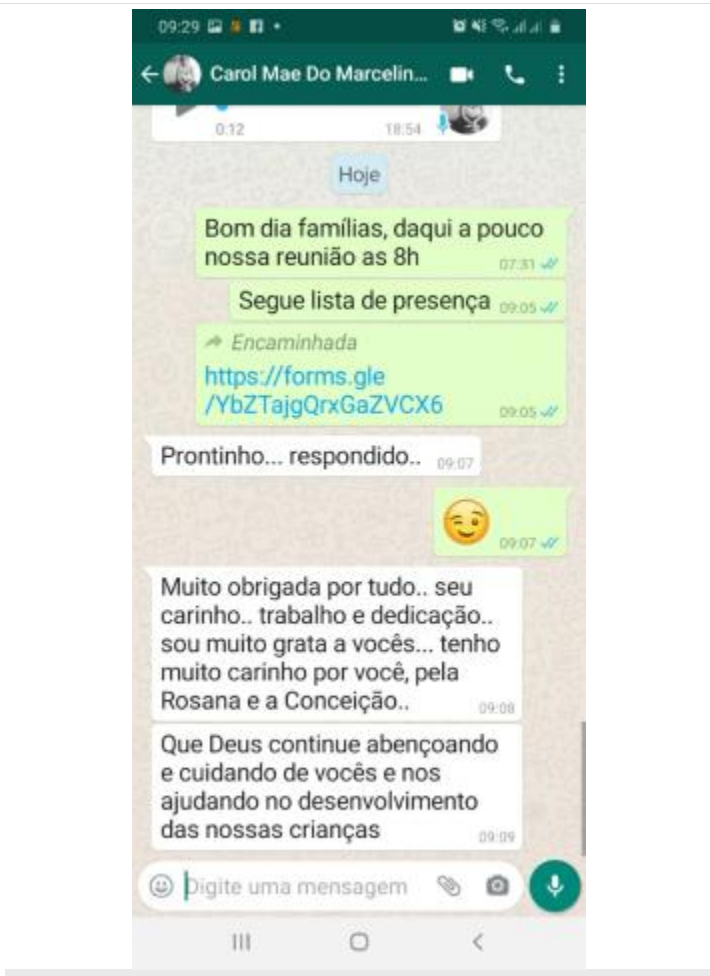 09:29
Carol Mae Do Marcelin...
0:12
18:54
Hoje
Bom dia famílias, daqui a pouco
nossa reunião as 8h
07:31
Segue lista de presença
09:05
Encaminhada
https://forms.gle
/YbZTajgQrxGaZVCX6
09:05
Prontinho... respondido..
09:07
09:07
Muito obrigada por tudo.. seu
carinho.. trabalho e dedicação..
sou muito grata a vocês... tenho
muito carinho por você, pela
Rosana e a Conceição..
09:08
Que Deus continue abençoando
e cuidando de vocês e nos
ajudando no desenvolvimento
das nossas crianças
09:09
Digite uma mensagem